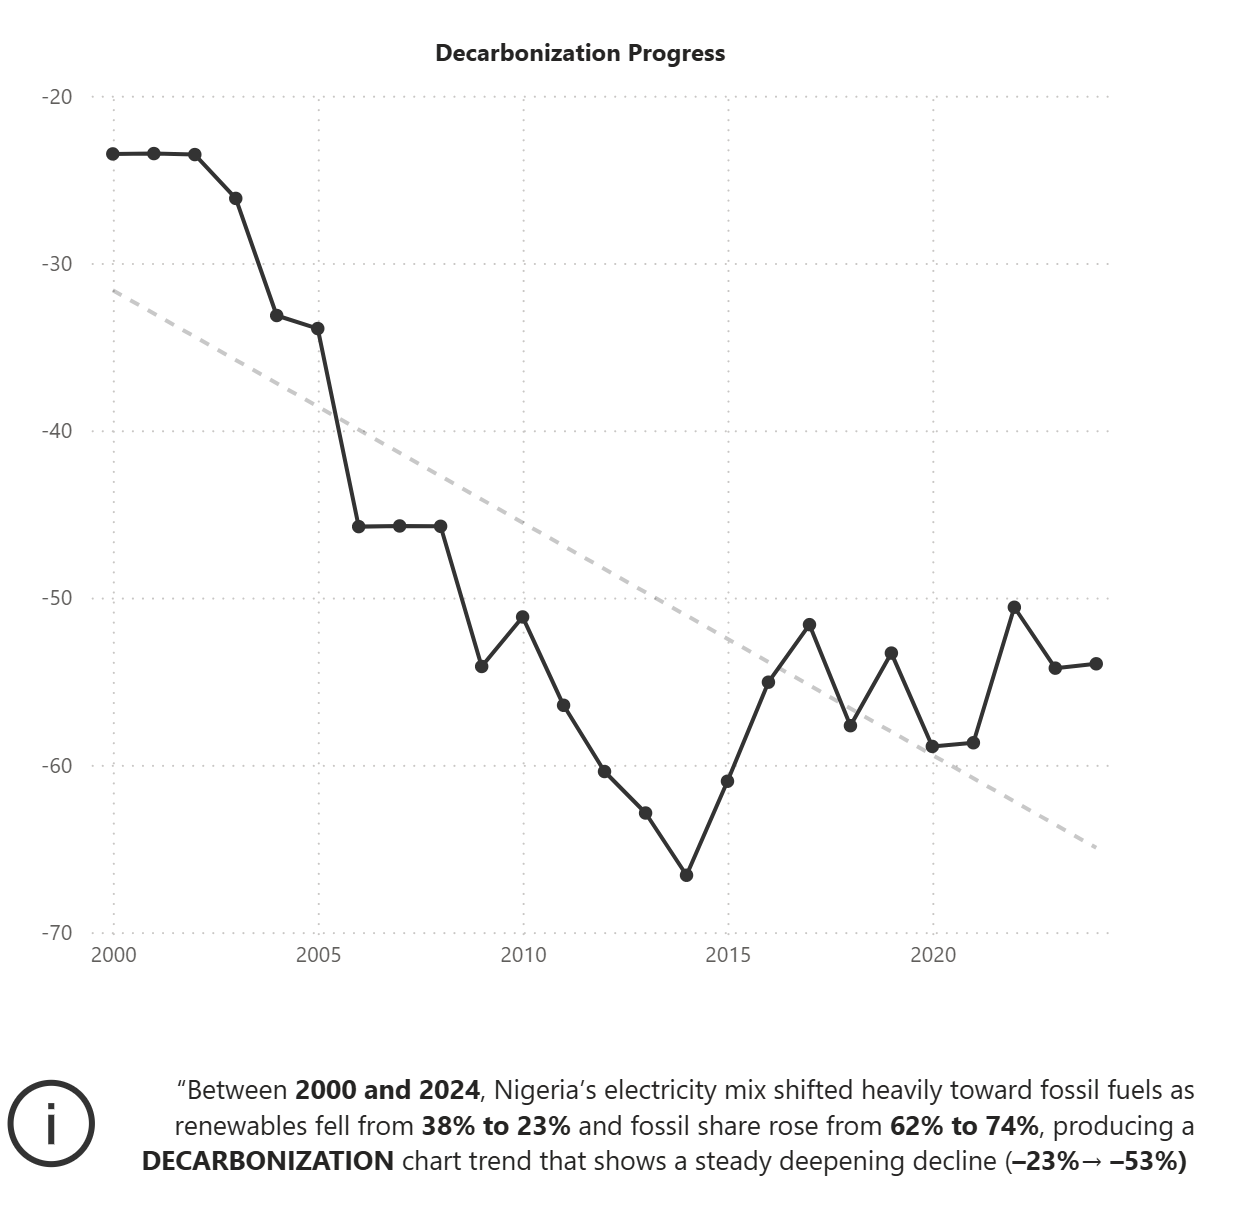 Decarbonization Progress
-20
-30
-40
-50
-60
-70
2000 2005 2010 2015 2020
i
“Between 2000 and 2024, Nigeria’s electricity mix shifted heavily toward fossil fuels as
renewables fell from 38% to 23% and fossil share rose from 62% to 74%, producing a
DECARBONIZATION chart trend that shows a steady deepening decline (–23%→ –53%)